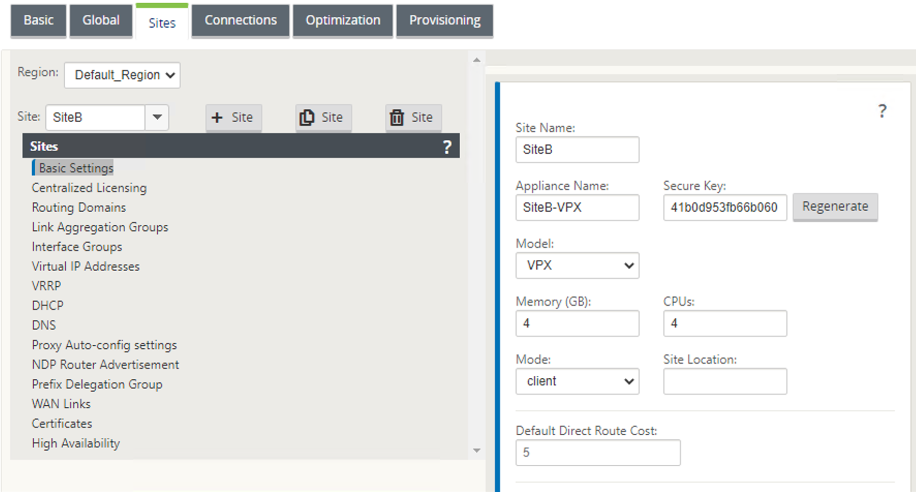 Basic Global Sites Connections Optimization Provisioning
Region: Default_Region
Site: SiteB + Site Site Site
Sites ?
Basic Settings
Centralized Licensing
Routing Domains
Link Aggregation Groups
Interface Groups
Virtual IP Addresses
VRRP
DHCP
DNS
Proxy Auto-config settings
NDP Router Advertisement
Prefix Delegation Group
WAN Links
Certificates
High Availability
?
Site Name:
SiteB
Appliance Name: Secure Key:
SiteB-VPX 41b0d953fb66b060 Regenerate
Model:
VPX
Memory (GB): CPUs:
4 4
Mode: Site Location:
client
Default Direct Route Cost:
5